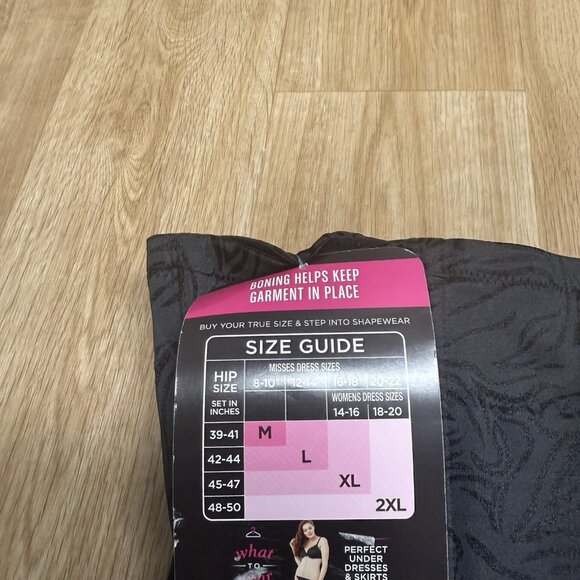 BONING HELPS KEEP
GARMENT IN PLACE
BUY YOUR TRUE SIZE & STEP INTO SHAPEWEAR
SIZE GUIDE
HIP
SIZE
SET IN
INCHES
MISSES DRESS SIZES
8-10 12-14 16-18 20-22
WOMENS DRESS SIZES
14-16 18-20
39-41 M
42-44 L
45-47 XL
48-50 2XL
what
TO
PERFECT
UNDER
DRESSES
& SKIRTS